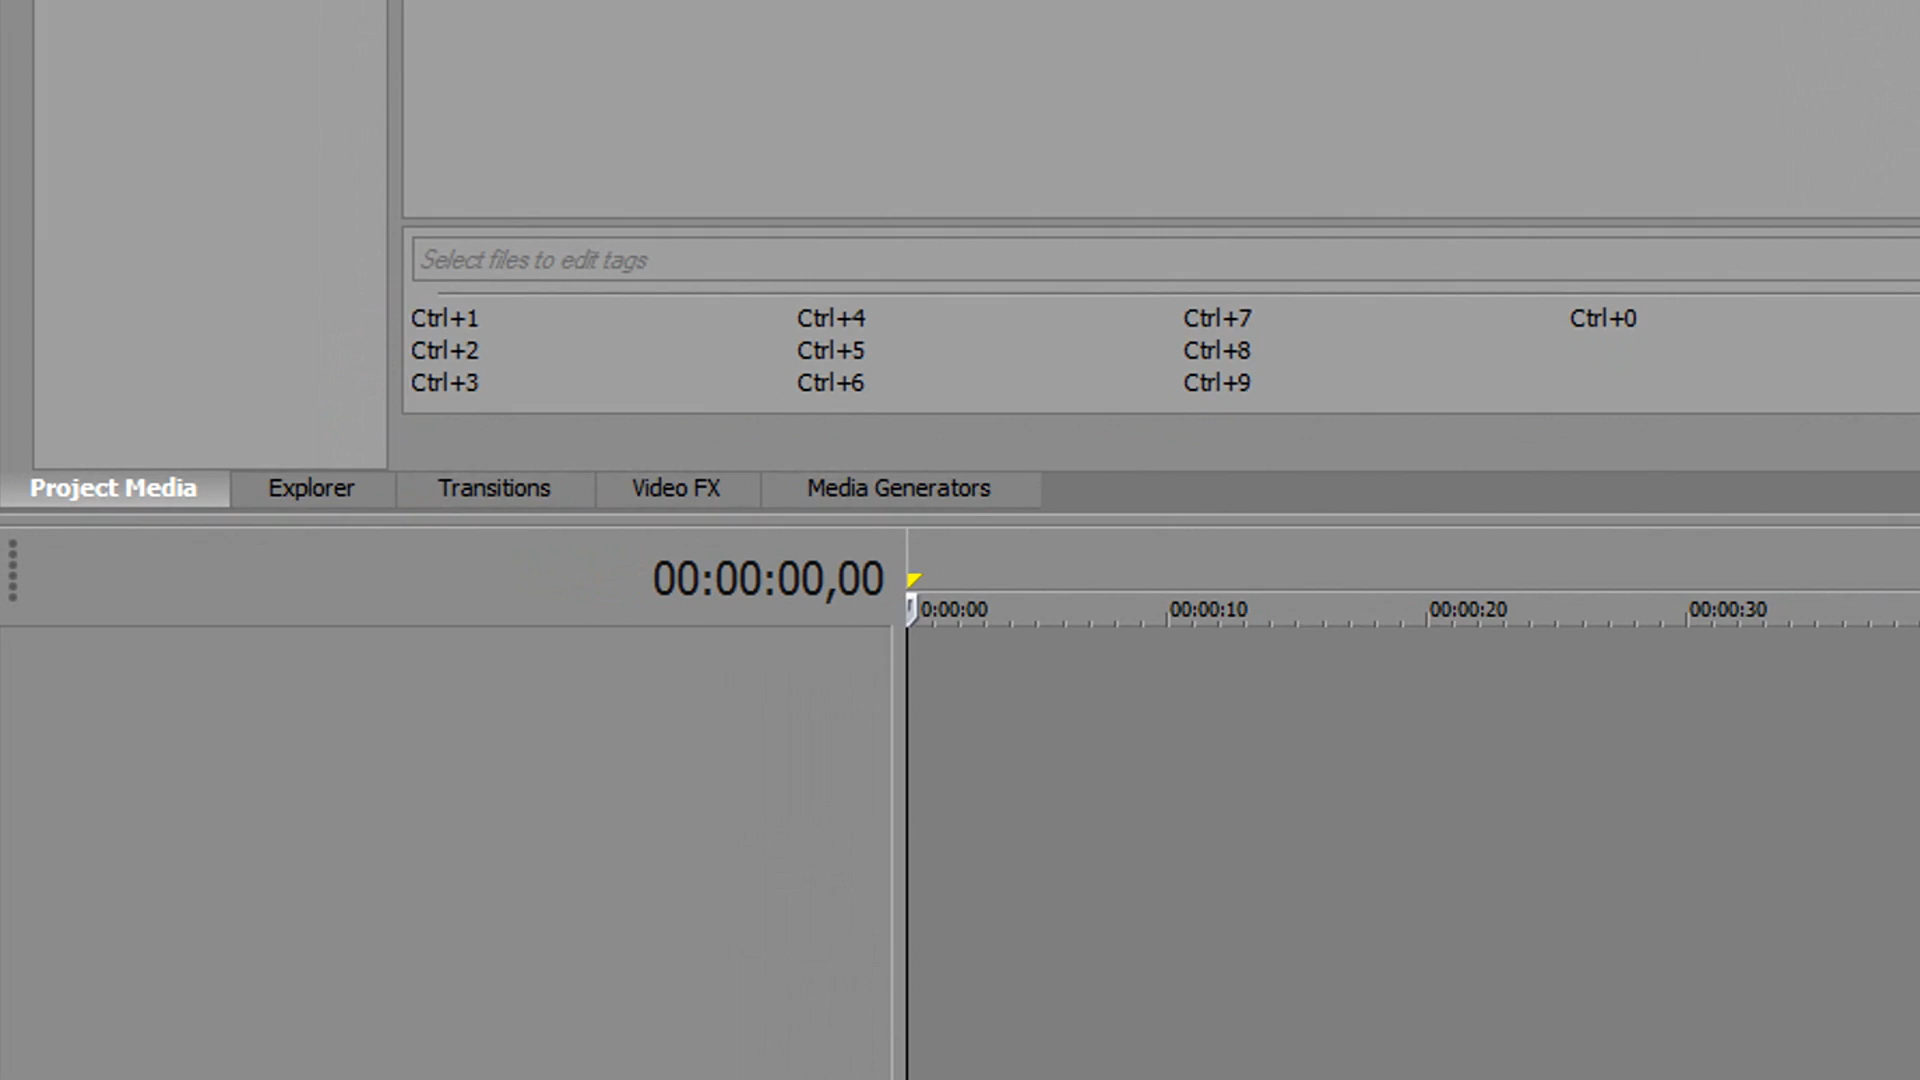 Select files to edit tags
Ctrl+1 Ctrl+4 Ctrl+7 Ctrl+0
Ctrl+2 Ctrl+5 Ctrl+8
Ctrl+3 Ctrl+6 Ctrl+9
Project Media Explorer Transitions Video FX Media Generators
00:00:00,00
0:00:00 00:00:10 00:00:20 00:00:30